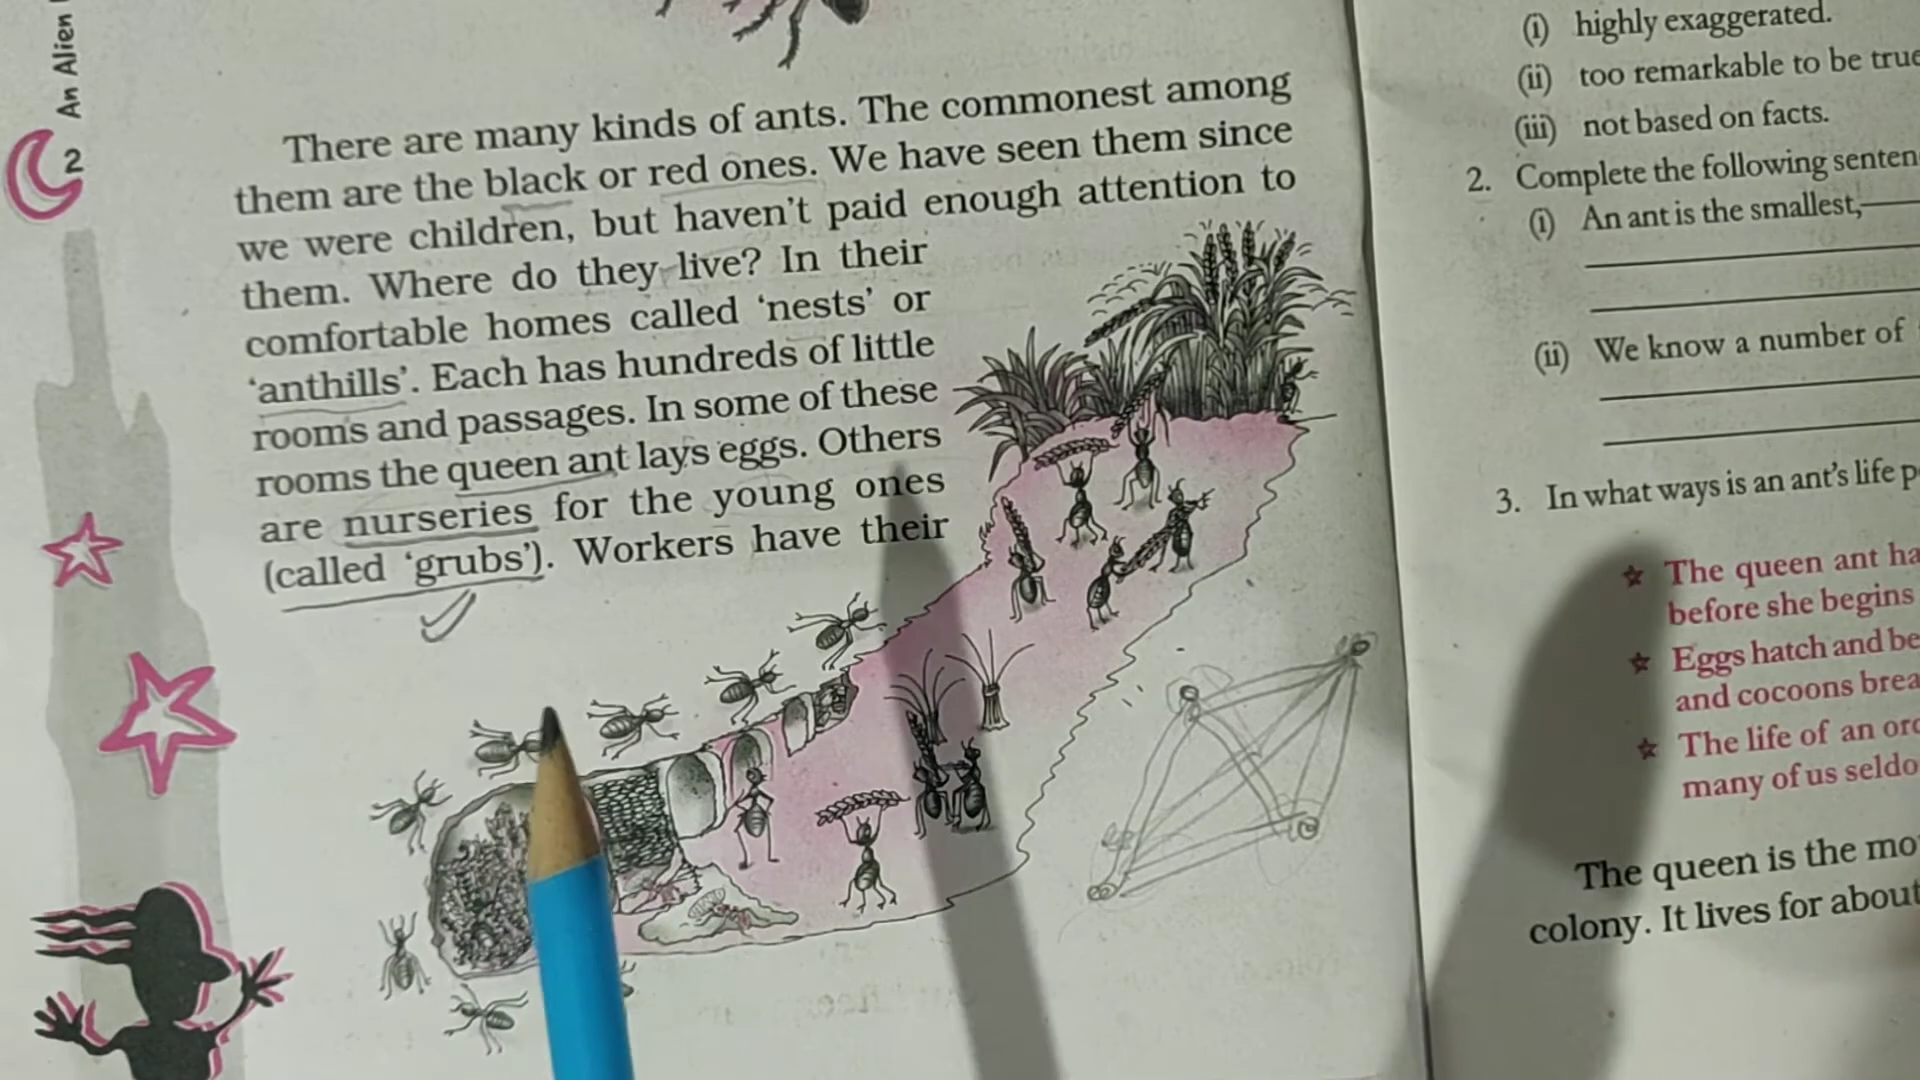 An Alien
2
There are many kinds of ants. The commonest among
them are the black or red ones. We have seen them since
we were children, but haven't paid enough attention to
them. Where do they live? In their
comfortable homes called 'nests' or
'anthills'. Each has hundreds of little
rooms and passages. In some of these
rooms the queen ant lays eggs. Others
are nurseries for the young ones
(called 'grubs'). Workers have their
(i) highly exaggerated.
(ii) too remarkable to be true
(iii) not based on facts.
2. Complete the following
(i) An ant is the smallest,
(ii) We know a number of
3. In what ways is an ant's life
The queen ant
before she begins
Eggs hatch and
and cocoons
The life of an
many of us
The queen is the
colony. It lives for about